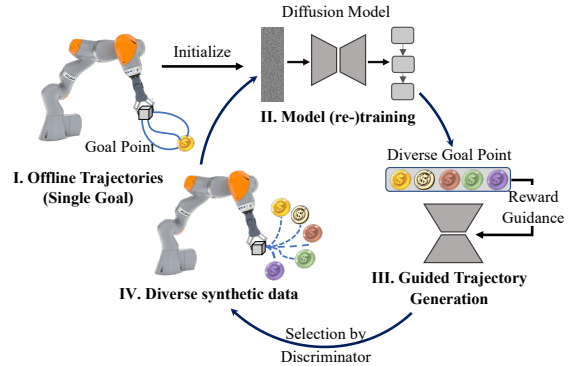 Diffusion Model
Initialize
II. Model (re-)training
Goal Point
I. Offline Trajectories
(Single Goal)
Diverse Goal Point
Reward
Guidance
III. Guided Trajectory
Generation
IV. Diverse synthetic data
Selection by
Discriminator